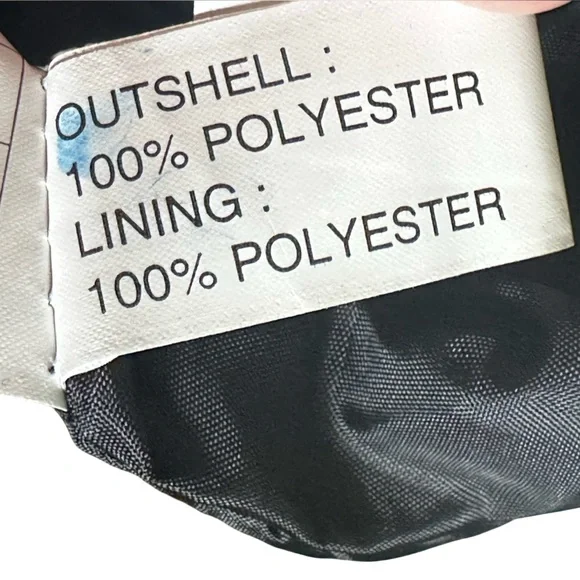 OUTSHELL :
100% POLYESTER
LINING :
100% POLYESTER